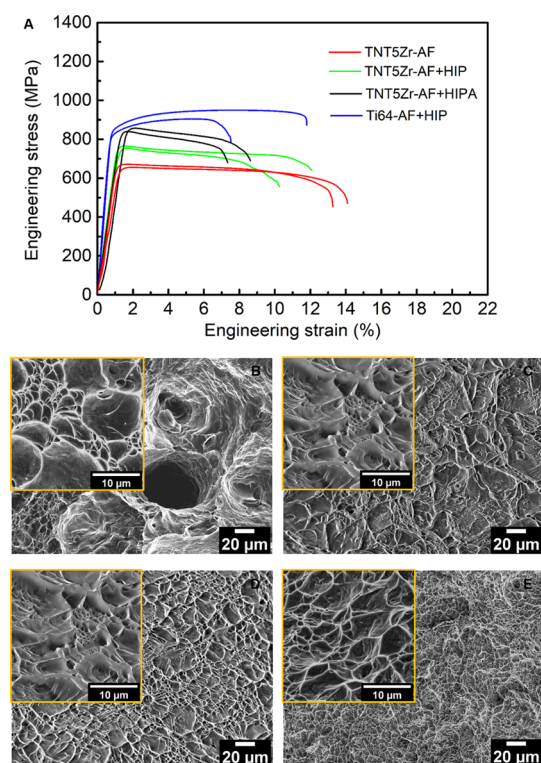 A
1400
1200
1000
800
600
400
200
0
Engineering stress (MPa)
TNT5Zr-AF
TNT5Zr-AF+HIP
TNT5Zr-AF+HIPA
Ti64-AF+HIP
0 2 4 6 8 10 12 14 16 18 20 22
Engineering strain (%)
B
10 µm
20 µm
C
10 µm
20 µm
D
10 µm
20 µm
E
10 µm
20 µm